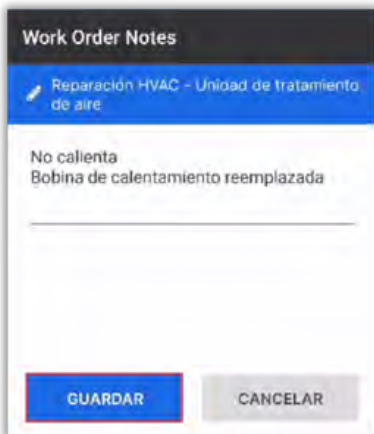 Work Order Notes
Reparación HVAC - Unidad de tratamiento
de aire
No calienta
Bobina de calentamiento reemplazada
GUARDAR
CANCELAR